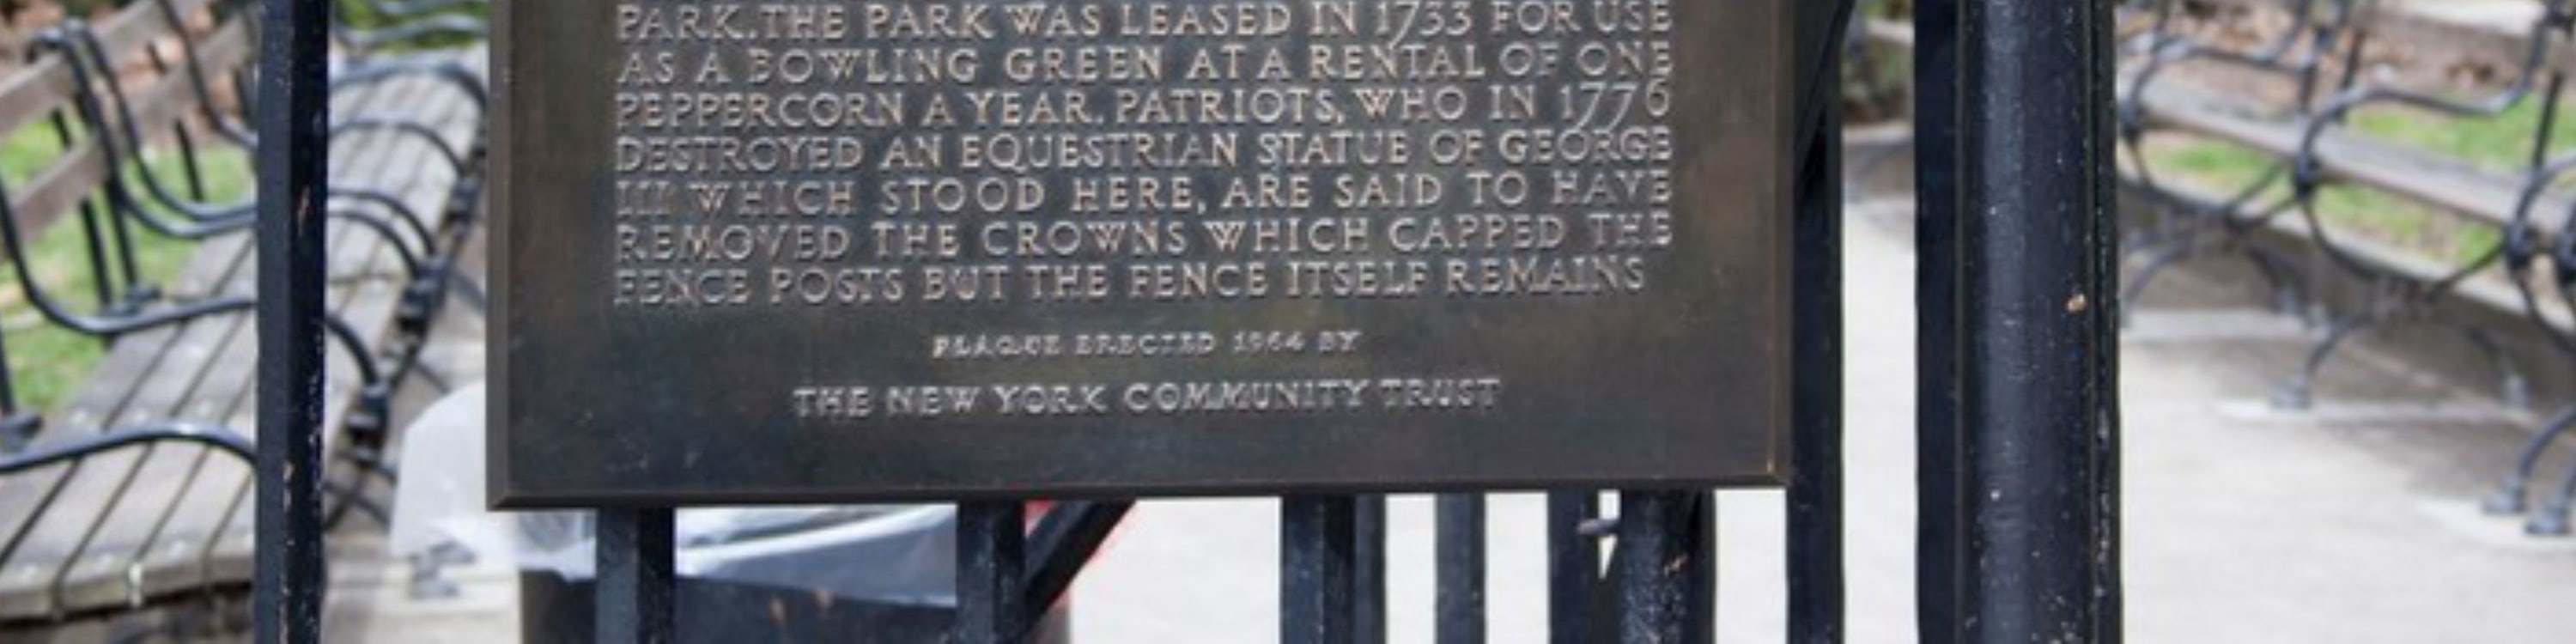 PARK. THE PARK WAS LEASED IN 1733 FOR USE
AS A BOWLING GREEN AT A RENTAL OF ONE
PEPPERCORN A YEAR. PATRIOTS, WHO IN 1776
DESTROYED AN EQUESTRIAN STATUE OF GEORGE
III WHICH STOOD HERE, ARE SAID TO HAVE
REMOVED THE CROWNS WHICH CAPPED THE
FENCE POSTS BUT THE FENCE ITSELF REMAINS
PLAQUE ERECTED 1964 BY
THE NEW YORK COMMUNITY TRUST